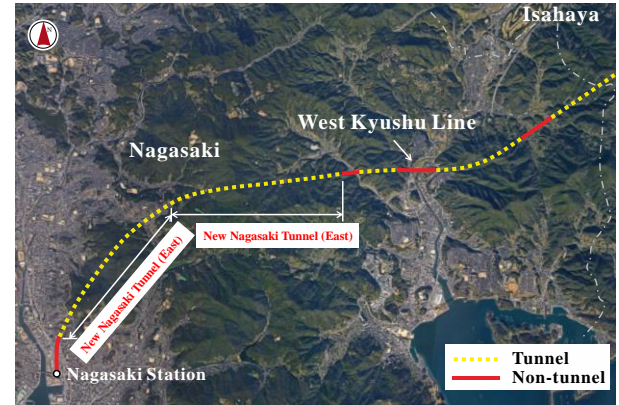 Isahaya
N
West Kyushu Line
Nagasaki
New Nagasaki Tunnel (East)
New Nagasaki Tunnel (East)
Nagasaki Station
Tunnel
Non-tunnel